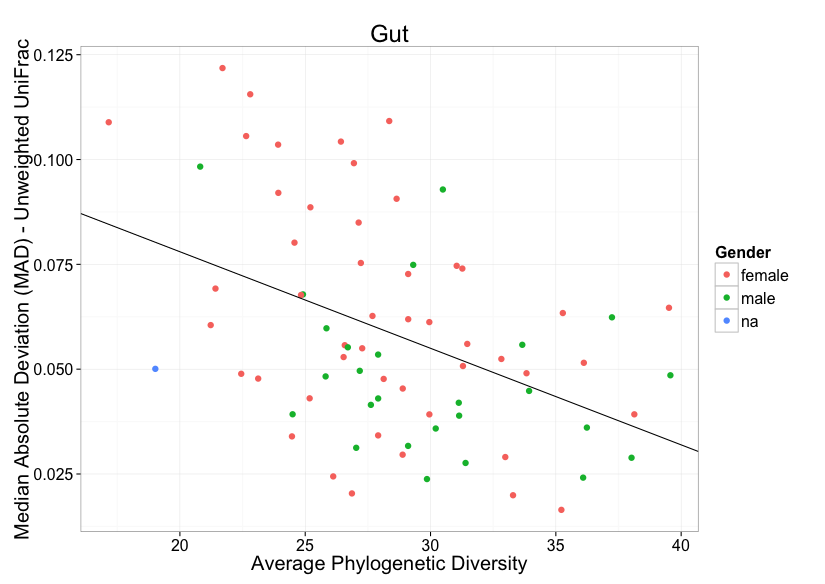 Gut
Median Absolute Deviation (MAD) - Unweighted UniFrac
0.125
0.100
0.075
0.050
0.025
20 25 30 35 40
Average Phylogenetic Diversity
Gender
female
male
na